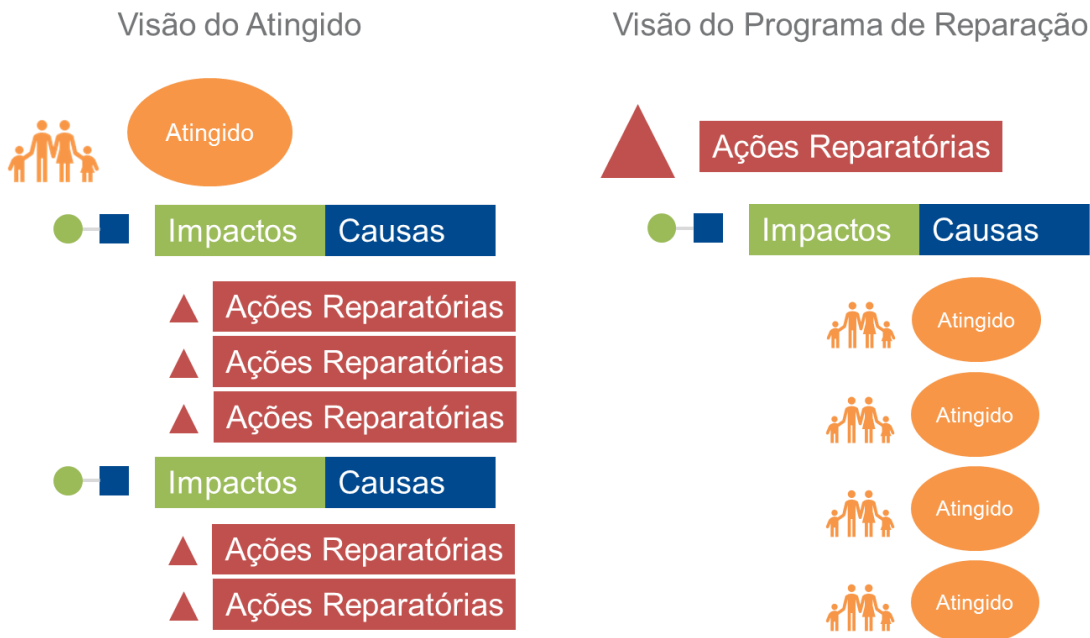 Visão do Atingido
Atingido
Impactos Causas
Ações Reparatórias
Ações Reparatórias
Ações Reparatórias
Impactos Causas
Ações Reparatórias
Ações Reparatórias
Visão do Programa de Reparação
Ações Reparatórias
Impactos Causas
Atingido
Atingido
Atingido
Atingido